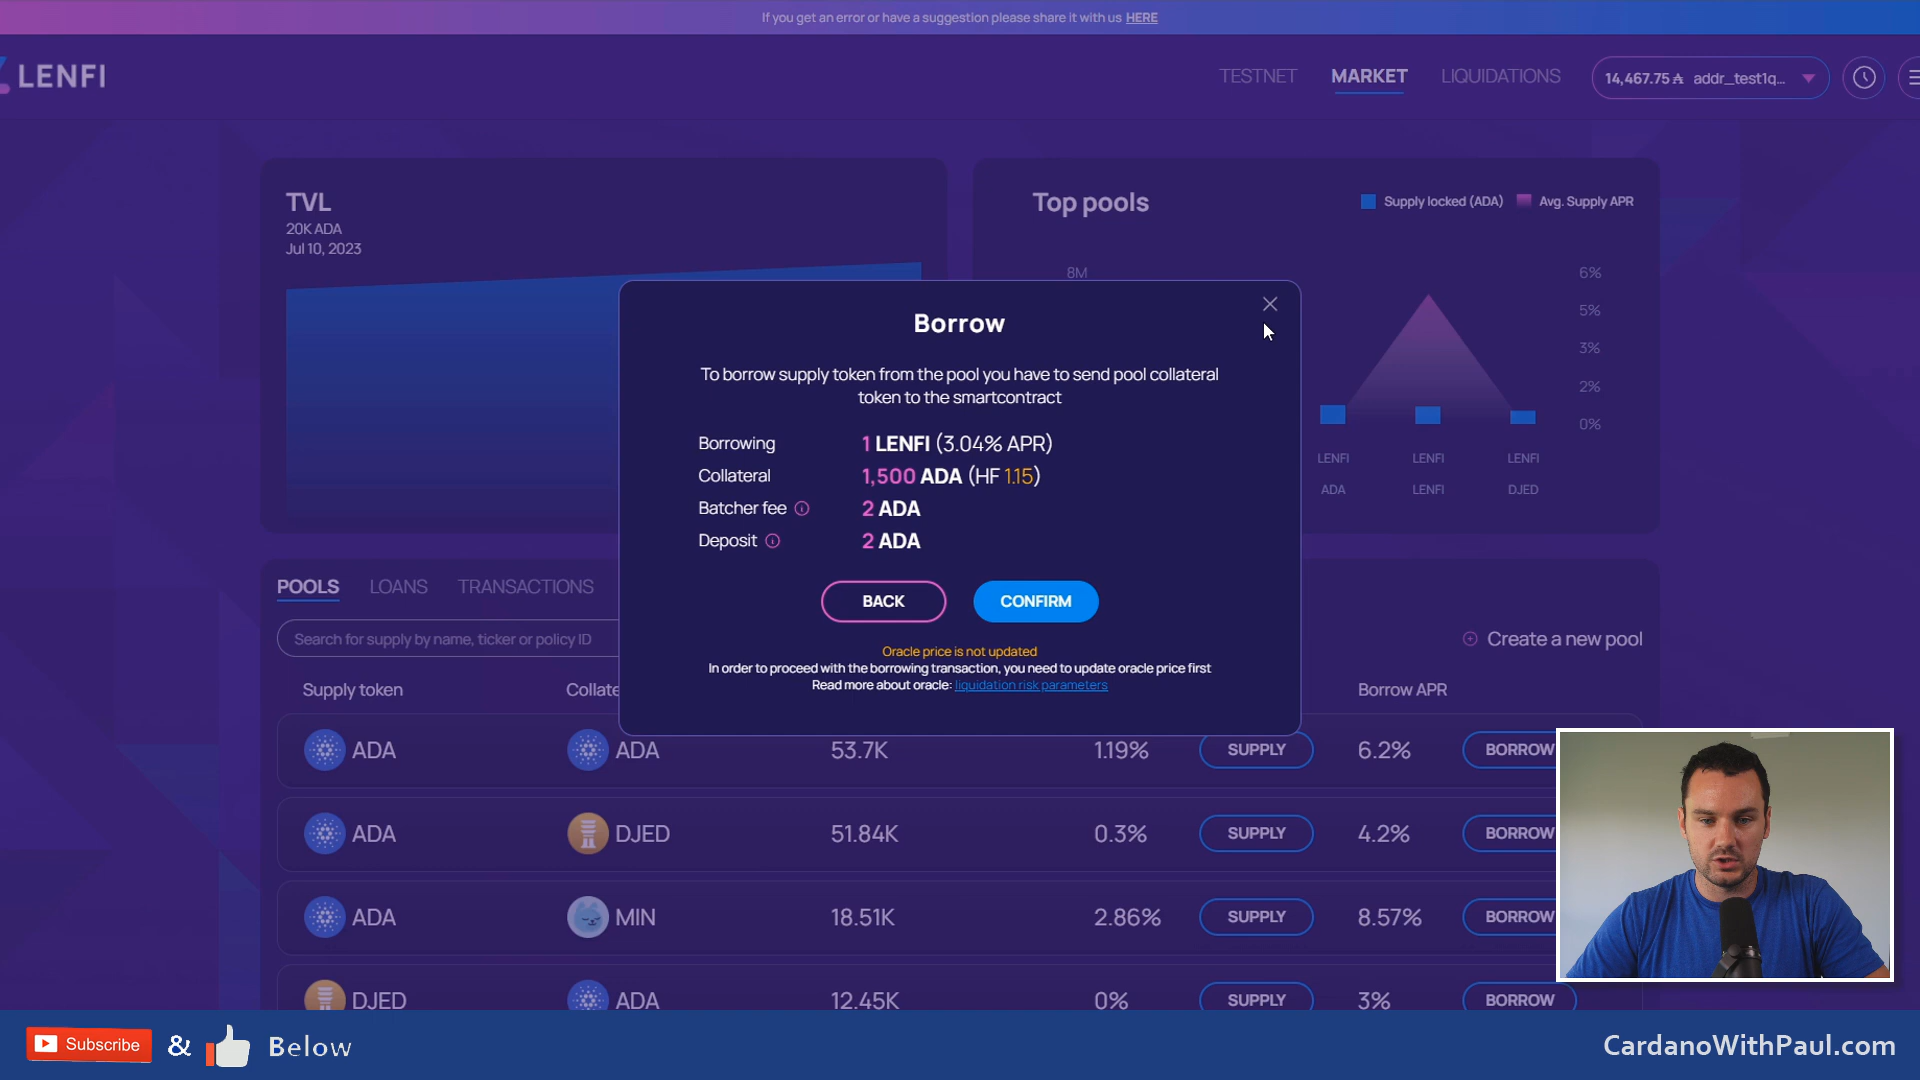 If you get an error or have a suggestion please share it with us HERE
LENFI
TESTNET
MARKET
LIQUIDATIONS
14,467.75 ₳ addr_test1q...
TVL
20K ADA
Jul 10, 2023
Top pools
Supply locked (ADA)
Avg. Supply APR
8M
6%
5%
3%
2%
0%
LENFI
LENFI
LENFI
ADA
LENFI
DJED
Borrow
To borrow supply token from the pool you have to send pool collateral
token to the smartcontract
Borrowing 1 LENFI (3.04% APR)
Collateral 1,500 ADA (HF 1.15)
Batcher fee 2 ADA
Deposit 2 ADA
BACK
CONFIRM
Oracle price is not updated
In order to proceed with the borrowing transaction, you need to update oracle price first
Read more about oracle: liquidation risk parameters
POOLS
LOANS
TRANSACTIONS
Search for supply by name, ticker or policy ID
Create a new pool
Supply token
Collate
Borrow APR
ADA ADA 53.7K 1.19% SUPPLY 6.2% BORROW
ADA DJED 51.84K 0.3% SUPPLY 4.2% BORROW
ADA MIN 18.51K 2.86% SUPPLY 8.57% BORROW
DJED ADA 12.45K 0% SUPPLY 3% BORROW
Subscribe & Below
CardanoWithPaul.com